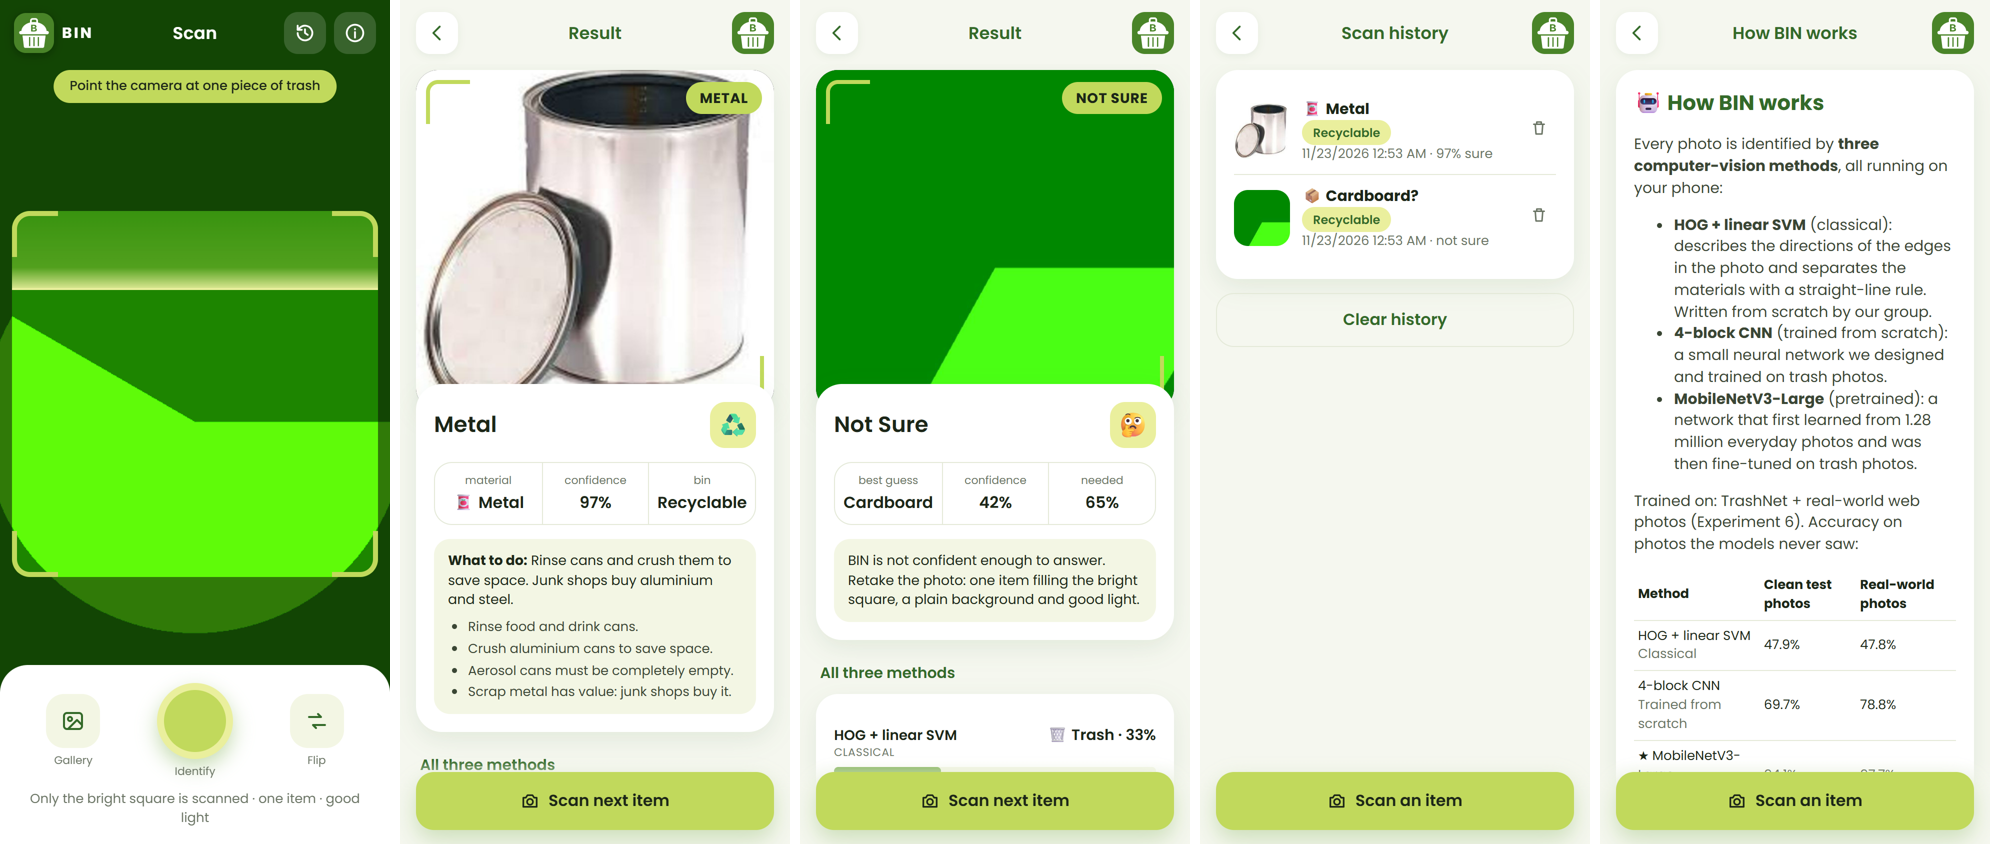 B
BIN
Scan
Point the camera at one piece of trash
Gallery
Identify
Flip
Only the bright square is scanned · one item · good
light
Result
B
METAL
Metal
material
Metal
confidence
97%
bin
Recyclable
What to do: Rinse cans and crush them to
save space. Junk shops buy aluminium
and steel.
• Rinse food and drink cans.
• Crush aluminium cans to save space.
• Aerosol cans must be completely empty.
• Scrap metal has value: junk shops buy it.
All three methods
Scan next item
Result
B
NOT SURE
Not Sure
best guess
Cardboard
confidence
42%
needed
65%
BIN is not confident enough to answer.
Retake the photo: one item filling the bright
square, a plain background and good light.
All three methods
HOG + linear SVM
CLASSICAL
Trash · 33%
Scan next item
Scan history
B
Metal
Recyclable
11/23/2026 12:53 AM · 97% sure
Cardboard?
Recyclable
11/23/2026 12:53 AM · not sure
Clear history
Scan an item
How BIN works
B
How BIN works
Every photo is identified by three
computer-vision methods, all running on
your phone:
• HOG + linear SVM (classical):
describes the directions of the edges
in the photo and separates the
materials with a straight-line rule.
Written from scratch by our group.
• 4-block CNN (trained from scratch):
a small neural network we designed
and trained on trash photos.
• MobileNetV3-Large (pretrained): a
network that first learned from 1.28
million everyday photos and was
then fine-tuned on trash photos.
Trained on: TrashNet + real-world web
photos (Experiment 6). Accuracy on
photos the models never saw:
Method
Clean test
photos
Real-world
photos
HOG + linear SVM
Classical
47.9%
47.8%
4-block CNN
Trained from
scratch
69.7%
78.8%
★ MobileNetV3-
Scan an item